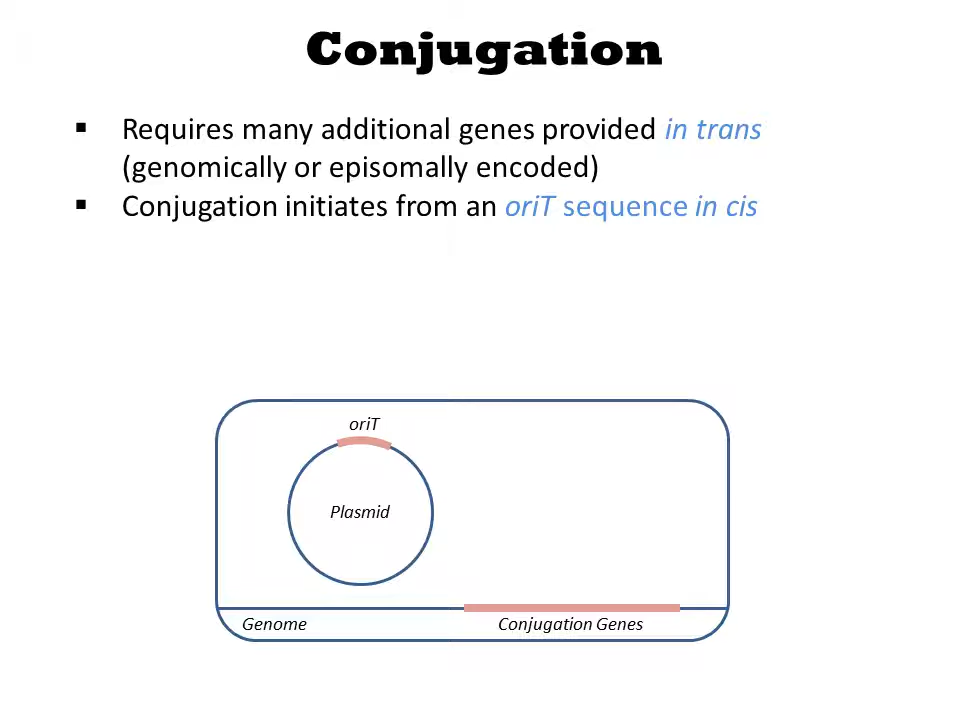 Conjugation
▪ Requires many additional genes provided in trans
(genomically or episomally encoded)
▪ Conjugation initiates from an oriT sequence in cis
oriT
Plasmid
Genome
Conjugation Genes